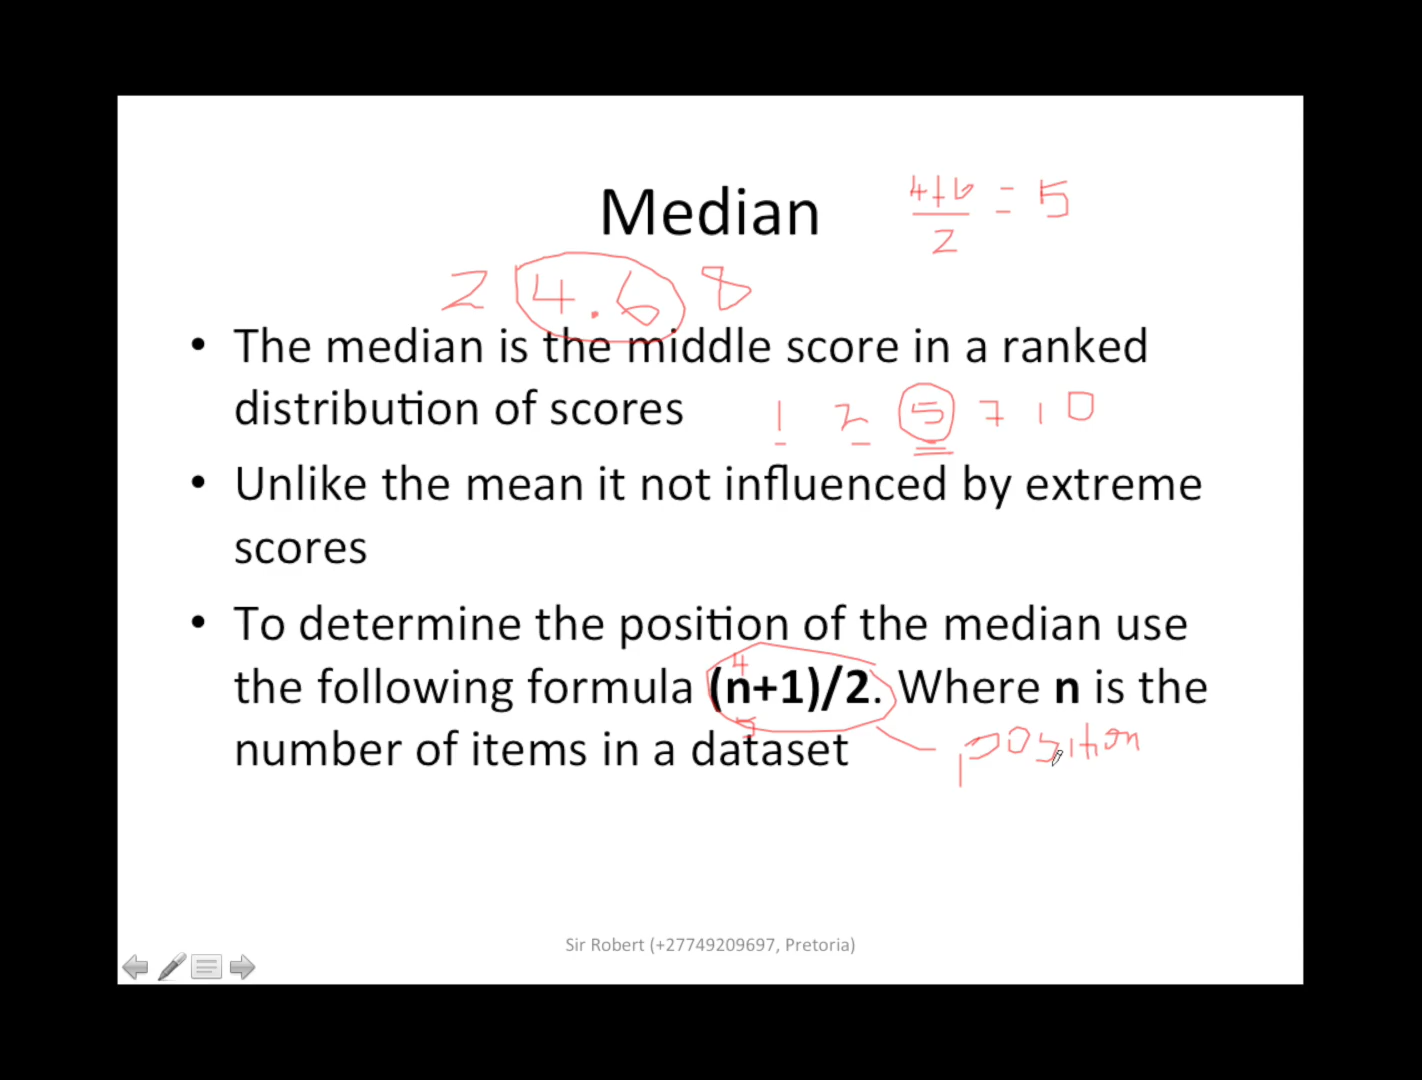 Median
4+6
2
= 5
2 4 . 6 8
• The median is the middle score in a ranked
distribution of scores
1 2 5 7 10
• Unlike the mean it not influenced by extreme
scores
• To determine the position of the median use
4
the following formula (n+1)/2. Where n is the
5
number of items in a dataset
position
Sir Robert (+27749209697, Pretoria)